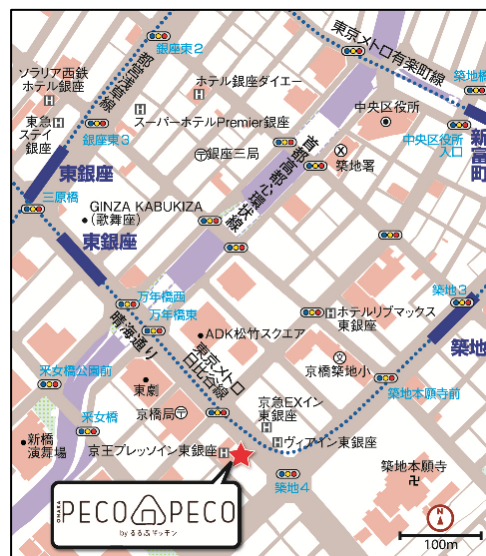 銀座東2
東京メトロ有楽町線
都営浅草線
築地橋
ソラリア西鉄
ホテル銀座
ホテル銀座ダイエー
中央区役所
東急
ステイ
銀座
スーパーホテルPremier銀座
銀座東3
中央区役所
入口
新富町
銀座三局
首都高都心環状線
築地署
東銀座
三原橋
GINZA KABUKIZA
(歌舞座)
東銀座
万年橋西
万年橋東
築地3
ホテルリブマックス
東銀座
晴海通り
ADK松竹スクエア
築地
東京メトロ
日比谷線
京橋築地小
采女橋公園前
東劇
築地本願寺前
京橋局
京急EXイン
東銀座
采女橋
新橋
演舞場
京王プレッソイン東銀座
ヴィアイン東銀座
築地4
築地本願寺
PECO PECO
by るるぶキッチン
N
100m